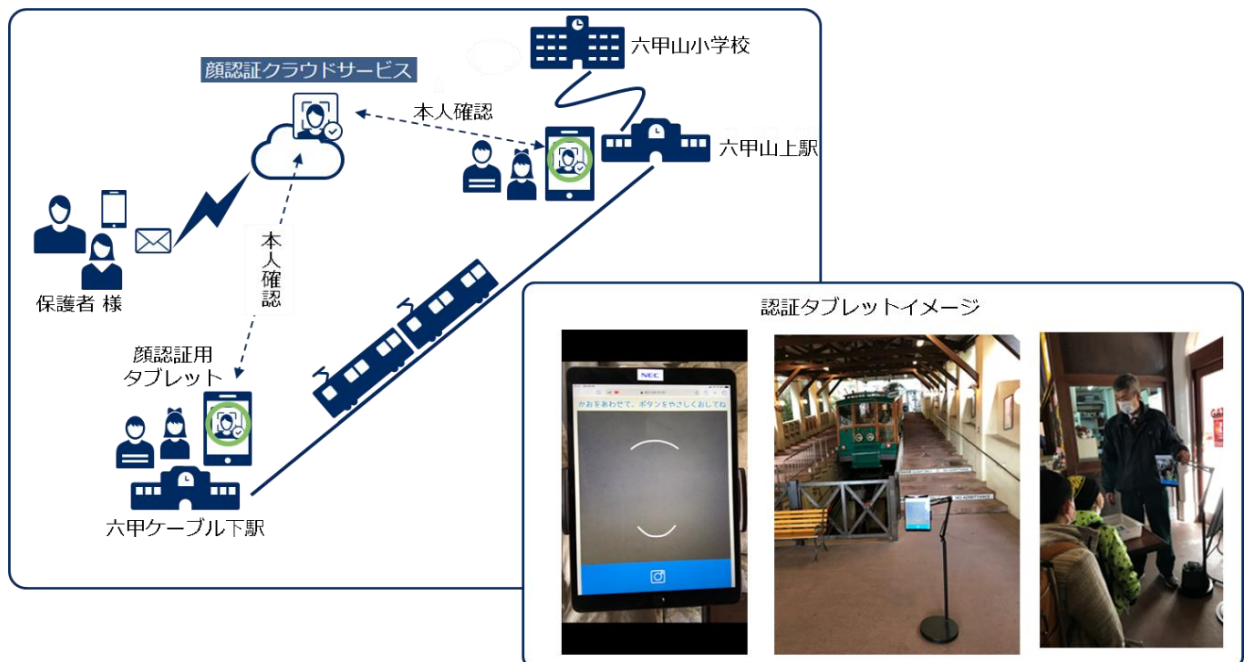 六甲山小学校
顔認証クラウドサービス
本人確認
六甲山上駅
本人確認
保護者 様
顔認証用
タブレット
六甲ケーブル下駅
認証タブレットイメージ
NEC
かおをあわせて、ボタンをやさしくおしてね